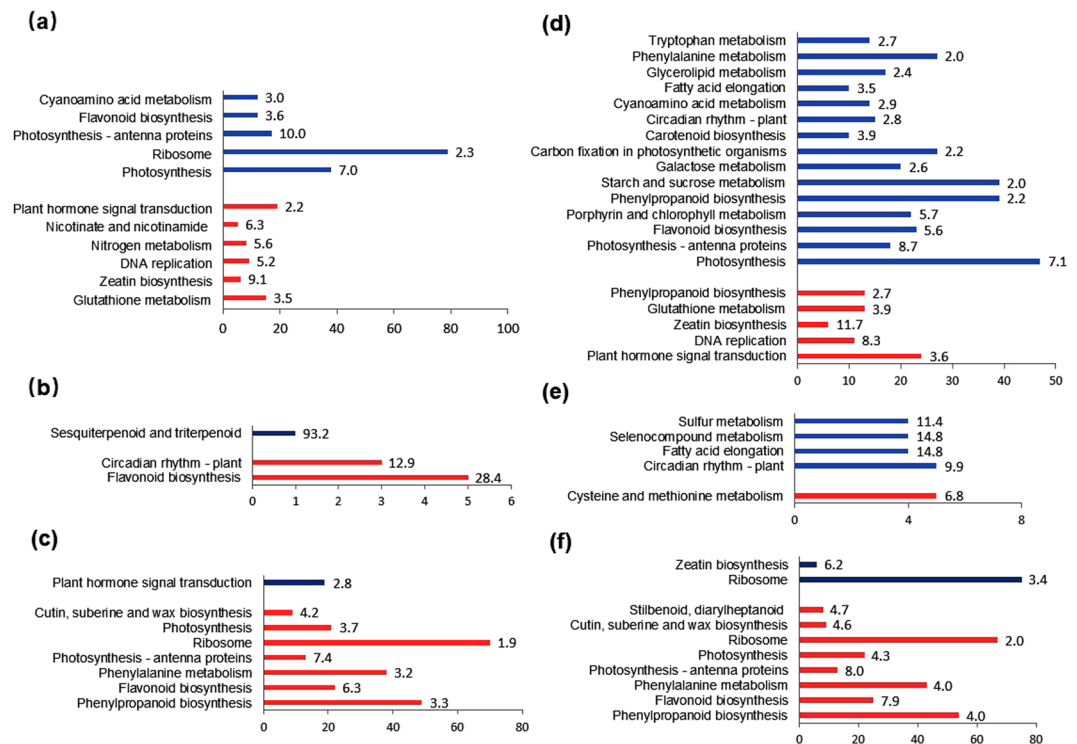 (a)
Cyanoamino acid metabolism 3.0
Flavonoid biosynthesis 3.6
Photosynthesis - antenna proteins 10.0
Ribosome 2.3
Photosynthesis 7.0
Plant hormone signal transduction 2.2
Nicotinate and nicotinamide 6.3
Nitrogen metabolism 5.6
DNA replication 5.2
Zeatin biosynthesis 9.1
Glutathione metabolism 3.5
0 20 40 60 80 100
(b)
Sesquiterpenoid and triterpenoid 93.2
Circadian rhythm - plant 12.9
Flavonoid biosynthesis 28.4
0 1 2 3 4 5 6
(c)
Plant hormone signal transduction 2.8
Cutin, suberine and wax biosynthesis 4.2
Photosynthesis 3.7
Ribosome 1.9
Photosynthesis - antenna proteins 7.4
Phenylalanine metabolism 3.2
Flavonoid biosynthesis 6.3
Phenylpropanoid biosynthesis 3.3
0 20 40 60 80
(d)
Tryptophan metabolism 2.7
Phenylalanine metabolism 2.0
Glycerolipid metabolism 2.4
Fatty acid elongation 3.5
Cyanoamino acid metabolism 2.9
Circadian rhythm - plant 2.8
Carotenoid biosynthesis 3.9
Carbon fixation in photosynthetic organisms 2.2
Galactose metabolism 2.6
Starch and sucrose metabolism 2.0
Phenylpropanoid biosynthesis 2.2
Porphyrin and chlorophyll metabolism 5.7
Flavonoid biosynthesis 5.6
Photosynthesis - antenna proteins 8.7
Photosynthesis 7.1
Phenylpropanoid biosynthesis 2.7
Glutathione metabolism 3.9
Zeatin biosynthesis 11.7
DNA replication 8.3
Plant hormone signal transduction 3.6
0 10 20 30 40 50
(e)
Sulfur metabolism 11.4
Selenocompound metabolism 14.8
Fatty acid elongation 14.8
Circadian rhythm - plant 9.9
Cysteine and methionine metabolism 6.8
0 4 8
(f)
Zeatin biosynthesis 6.2
Ribosome 3.4
Stilbenoid, diarylheptanoid 4.7
Cutin, suberine and wax biosynthesis 4.6
Ribosome 2.0
Photosynthesis 4.3
Photosynthesis - antenna proteins 8.0
Phenylalanine metabolism 4.0
Flavonoid biosynthesis 7.9
Phenylpropanoid biosynthesis 4.0
0 20 40 60 80